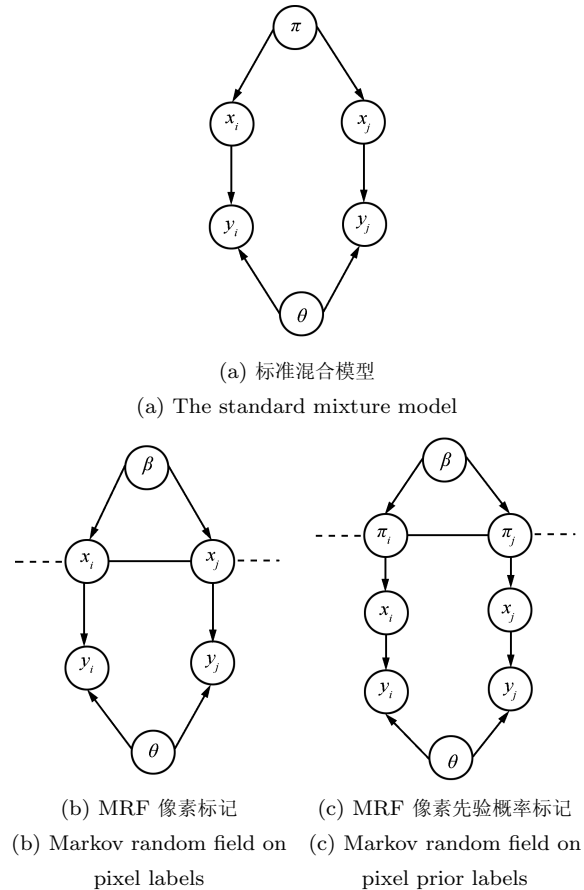 π
x_i x_j
y_i y_j
θ
(a) 标准混合模型
(a) The standard mixture model
β
x_i x_j
y_i y_j
θ
(b) MRF 像素标记
(b) Markov random field on
pixel labels
β
π_i π_j
x_i x_j
y_i y_j
θ
(c) MRF 像素先验概率标记
(c) Markov random field on
pixel prior labels